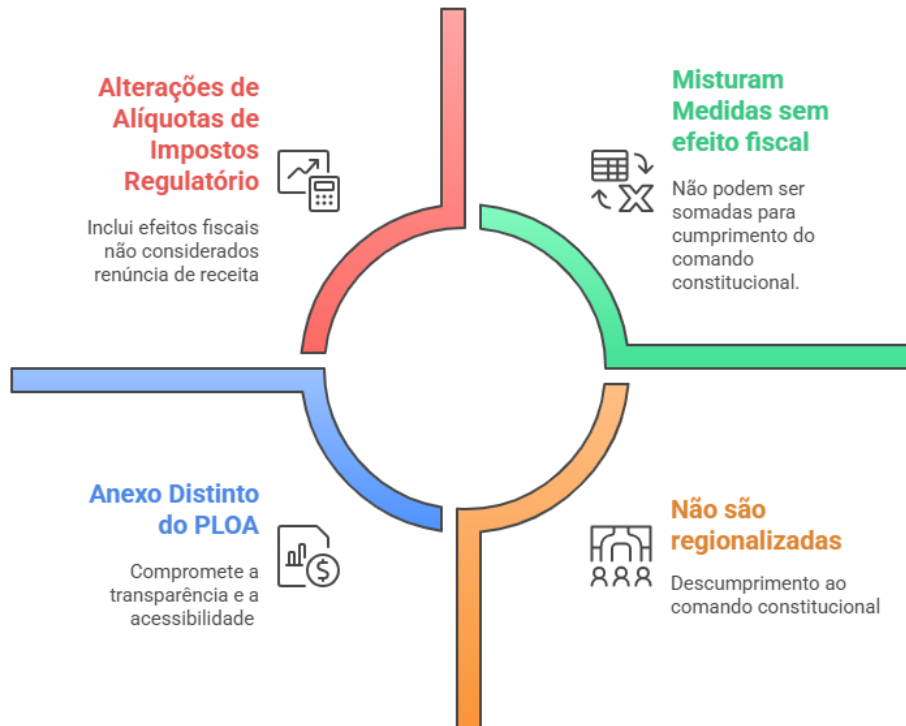 Alterações de
Alíquotas de
Impostos
Regulatório
Inclui efeitos fiscais
não considerados
renúncia de receita
Misturam
Medidas sem
efeito fiscal
Não podem ser
somadas para
cumprimento do
comando
constitucional.
Anexo Distinto
do PLOA
Compromete a
transparência e a
acessibilidade
Não são
regionalizadas
Descumprimento ao
comando constitucional